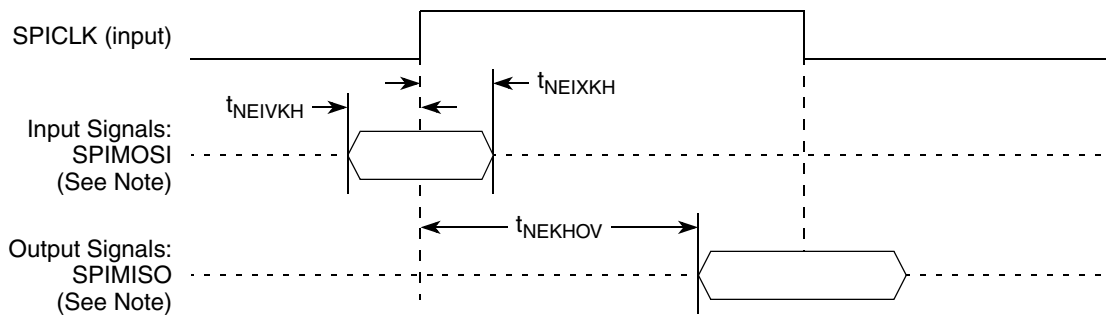 SPICLK (input)
tNEIVKH
tNEIXKH
Input Signals:
SPIMOSI
(See Note)
tNEKHOV
Output Signals:
SPIMISO
(See Note)